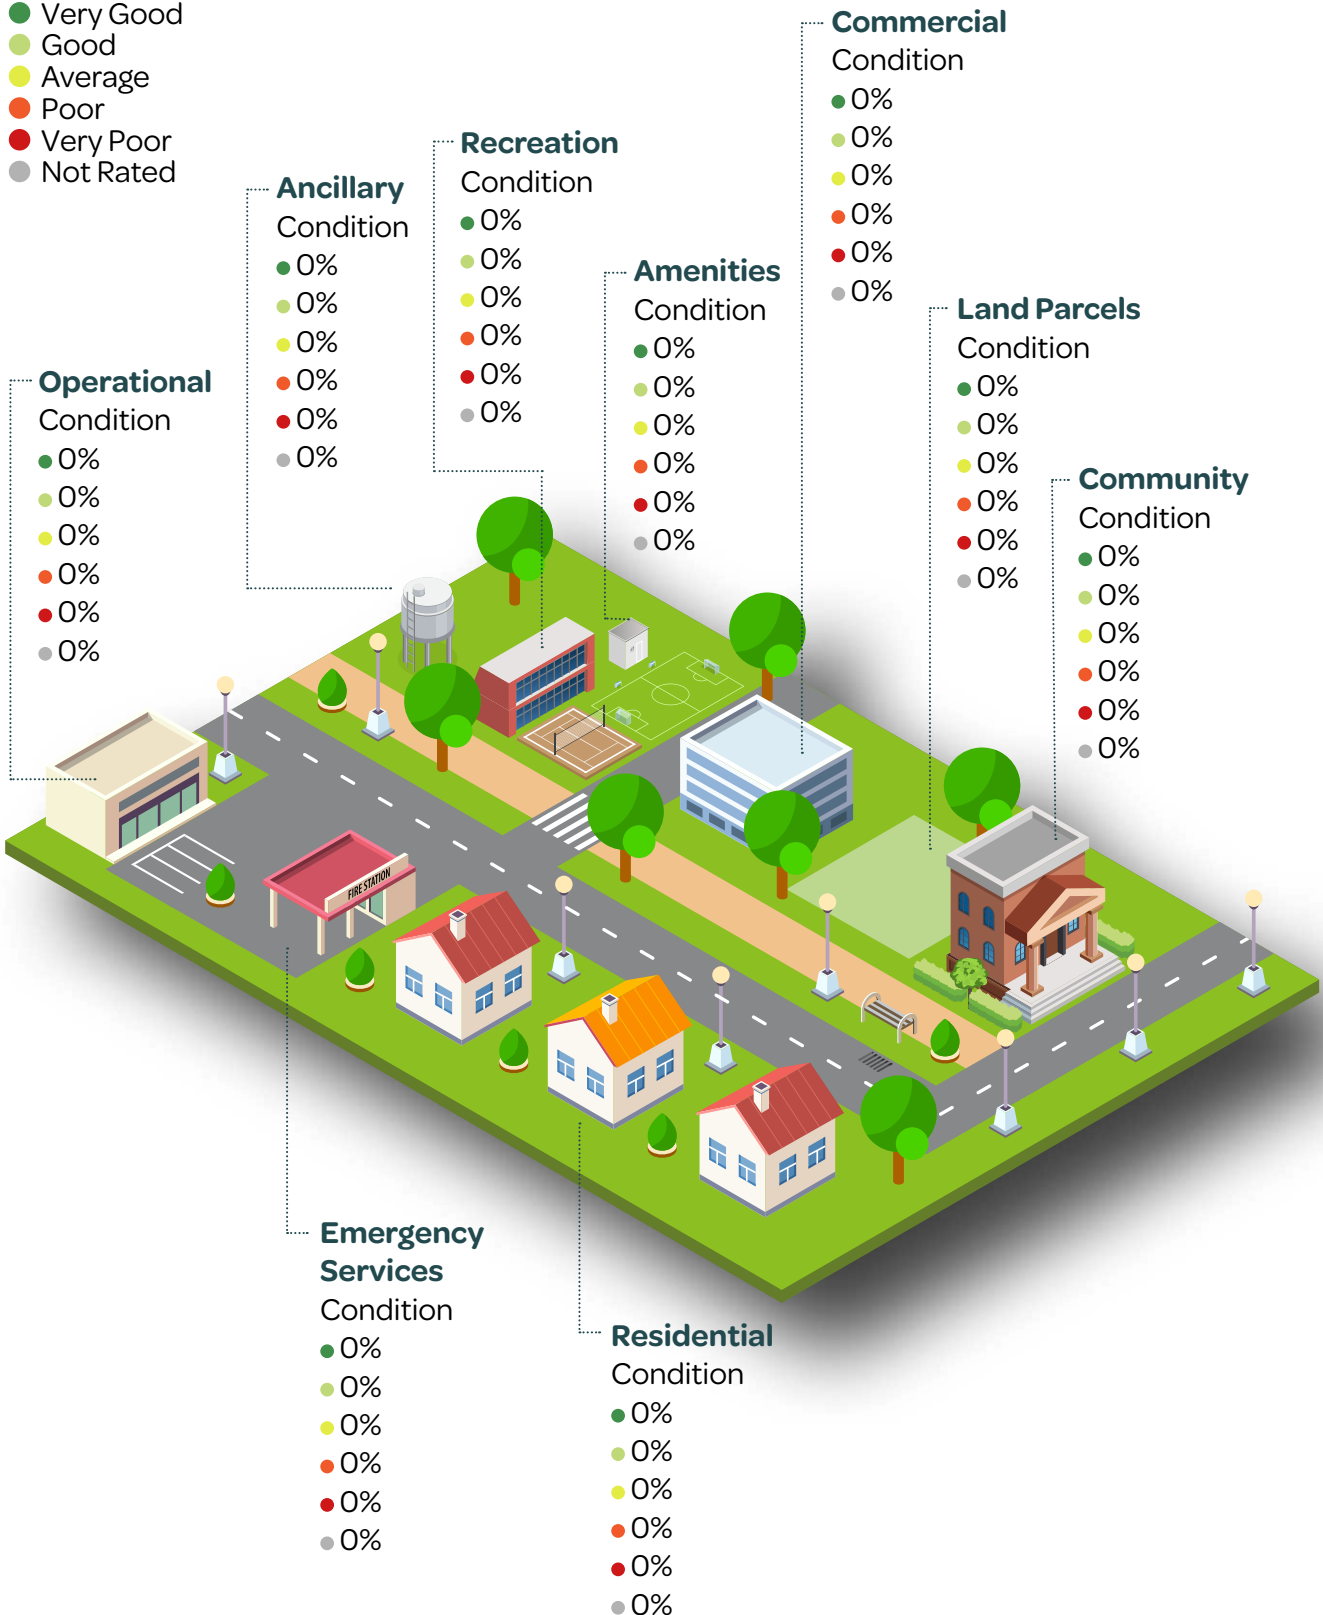 Very Good
Good
Average
Poor
Very Poor
Not Rated
Commercial
Condition
0%
0%
0%
0%
0%
0%
Recreation
Condition
0%
0%
0%
0%
0%
0%
Ancillary
Condition
0%
0%
0%
0%
0%
0%
Amenities
Condition
0%
0%
0%
0%
0%
0%
Land Parcels
Condition
0%
0%
0%
0%
0%
0%
Operational
Condition
0%
0%
0%
0%
0%
0%
Community
Condition
0%
0%
0%
0%
0%
0%
FIRE STATION
Emergency
Services
Condition
0%
0%
0%
0%
0%
0%
Residential
Condition
0%
0%
0%
0%
0%
0%